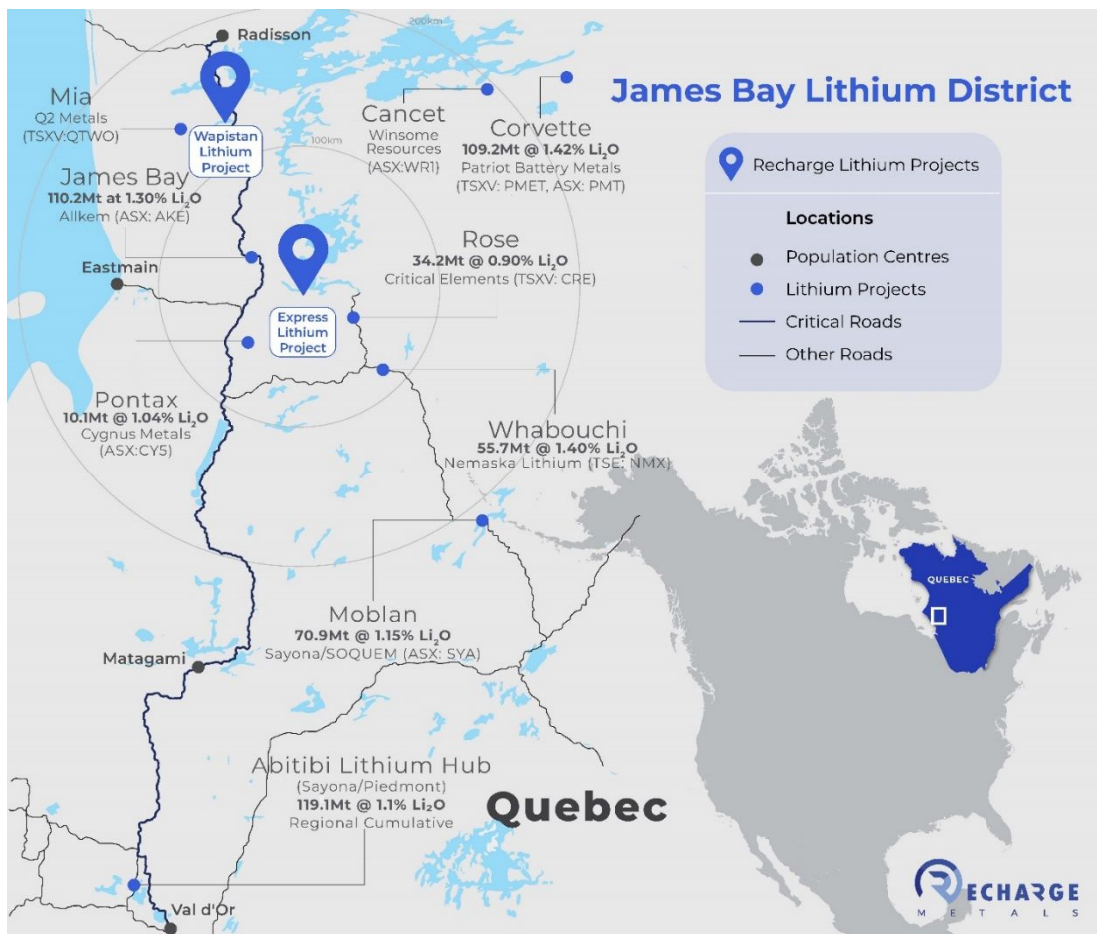 200km
Radisson
James Bay Lithium District
Mia
Q2 Metals
(TSXV:QTWO)
Wapistan
Lithium
Project
Cancet
Winsome
Resources
(ASX:WR1)
Corvette
109.2Mt @ 1.42% Li₂O
Patriot Battery Metals
(TSXV: PMET, ASX: PMT)
100km
James Bay
110.2Mt at 1.30% Li₂O
Allkem (ASX: AKE)
Rose
34.2Mt @ 0.90% Li₂O
Critical Elements (TSXV: CRE)
Eastmain
Express
Lithium
Project
Recharge Lithium Projects
Locations
Population Centres
Lithium Projects
Critical Roads
Other Roads
Pontax
10.1Mt @ 1.04% Li₂O
Cygnus Metals
(ASX:CY5)
Whabouchi
55.7Mt @ 1.40% Li₂O
Nemaska Lithium (TSE: NMX)
QUEBEC
Moblan
70.9Mt @ 1.15% Li₂O
Sayona/SOQUEM (ASX: SYA)
Matagami
Abitibi Lithium Hub
(Sayona/Piedmont)
119.1Mt @ 1.1% Li₂O
Regional Cumulative
Quebec
Val d'Or
RECHARGE
METALS